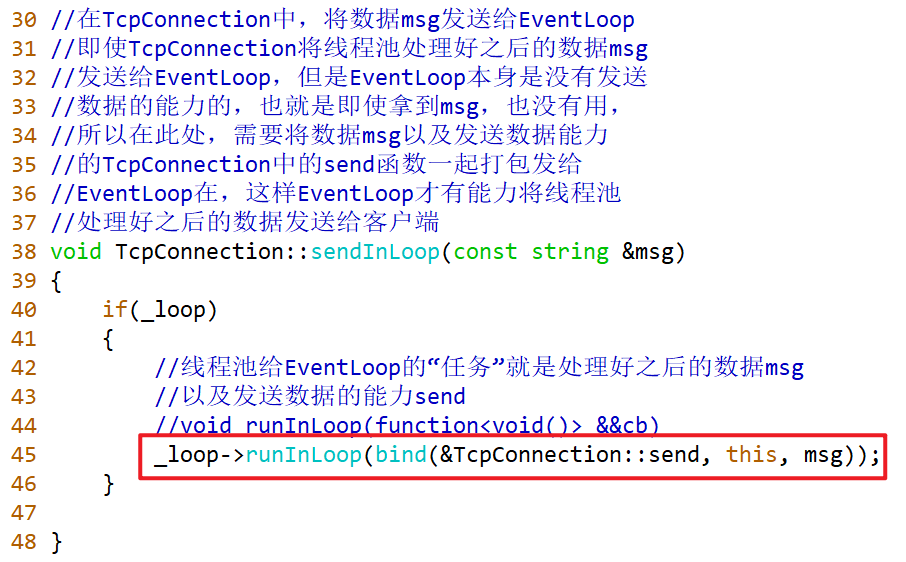 30 //在TcpConnection中，将数据msg发送给EventLoop
31 //即使TcpConnection将线程池处理好之后的数据msg
32 //发送给EventLoop，但是EventLoop本身是没有发送
33 //数据的能力的，也就是即使拿到msg，也没有用，
34 //所以在此处，需要将数据msg以及发送数据能力
35 //的TcpConnection中的send函数一起打包发给
36 //EventLoop在，这样EventLoop才有能力将线程池
37 //处理好之后的数据发送给客户端
38 void TcpConnection::sendInLoop(const string &msg)
39 {
40     if(_loop)
41     {
42         //线程池给EventLoop的“任务”就是处理好之后的数据msg
43         //以及发送数据的能力send
44         //void runInLoop(function<void()> &&cb)
45         _loop->runInLoop(bind(&TcpConnection::send, this, msg));
46     }
47
48 }